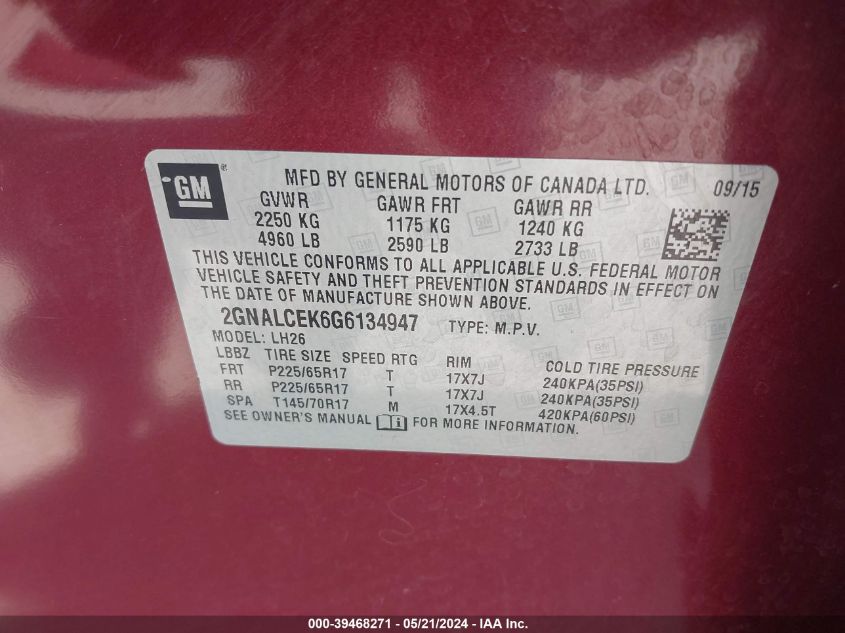 GM ® MFD BY GENERAL MOTORS OF CANADA LTD. 09/15
GVWR GAWR FRT GAWR RR
2250 KG 1175 KG 1240 KG
4960 LB 2590 LB 2733 LB
THIS VEHICLE CONFORMS TO ALL APPLICABLE U.S. FEDERAL MOTOR
VEHICLE SAFETY AND THEFT PREVENTION STANDARDS IN EFFECT ON
THE DATE OF MANUFACTURE SHOWN ABOVE.
2GNALCEK6G6134947 TYPE: M.P.V.
MODEL: LH26
LBBZ TIRE SIZE SPEED RTG RIM COLD TIRE PRESSURE
FRT P225/65R17 T 17X7J 240KPA(35PSI)
RR P225/65R17 T 17X7J 240KPA(35PSI)
SPA T145/70R17 M 17X4.5T 420KPA(60PSI)
SEE OWNER'S MANUAL FOR MORE INFORMATION.
000-39468271 / 05/21/2024 - IAA Inc.